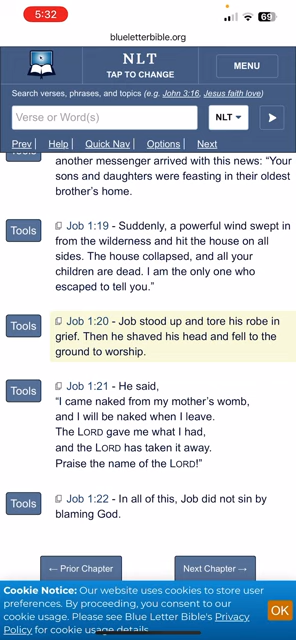 5:32
69
blueletterbible.org
NLT
TAP TO CHANGE
MENU
Search verses, phrases, and topics (e.g. John 3:16, Jesus faith love)
Verse or Word(s)
NLT
Prev | Help | Quick Nav | Options | Next
Tools
another messenger arrived with this news: “Your
sons and daughters were feasting in their oldest
brother’s home.
Tools
Job 1:19 - Suddenly, a powerful wind swept in
from the wilderness and hit the house on all
sides. The house collapsed, and all your
children are dead. I am the only one who
escaped to tell you.”
Tools
Job 1:20 - Job stood up and tore his robe in
grief. Then he shaved his head and fell to the
ground to worship.
Tools
Job 1:21 - He said,
“I came naked from my mother’s womb,
and I will be naked when I leave.
The LORD gave me what I had,
and the LORD has taken it away.
Praise the name of the LORD!”
Tools
Job 1:22 - In all of this, Job did not sin by
blaming God.
← Prior Chapter
Next Chapter →
Cookie Notice: Our website uses cookies to store user
preferences. By proceeding, you consent to our
cookie usage. Please see Blue Letter Bible's Privacy
Policy for cookie usage details.
OK